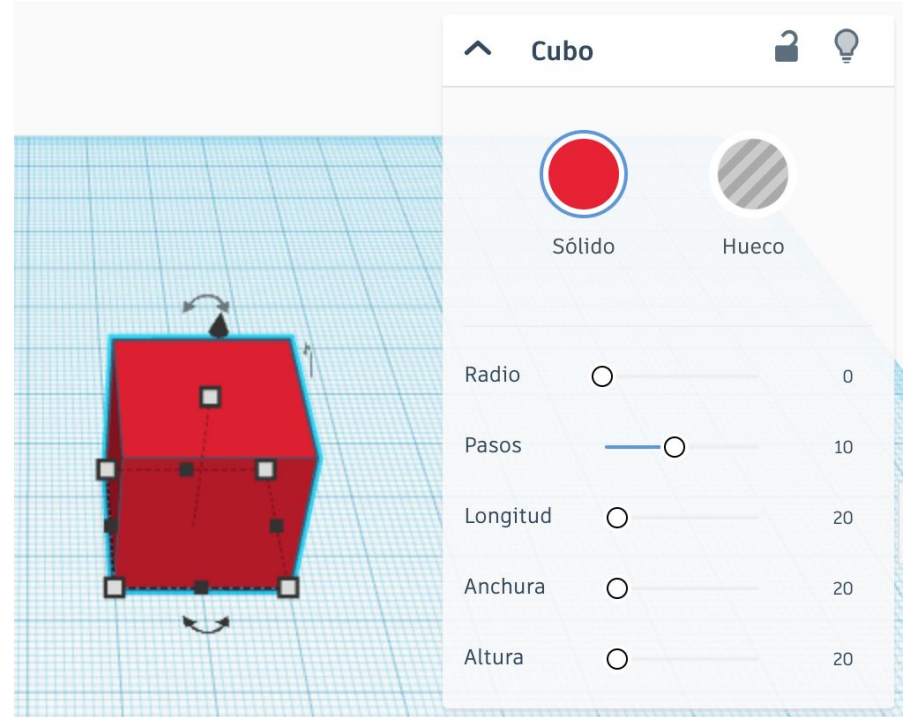 Cubo
Sólido Hueco
Radio 0
Pasos 10
Longitud 20
Anchura 20
Altura 20